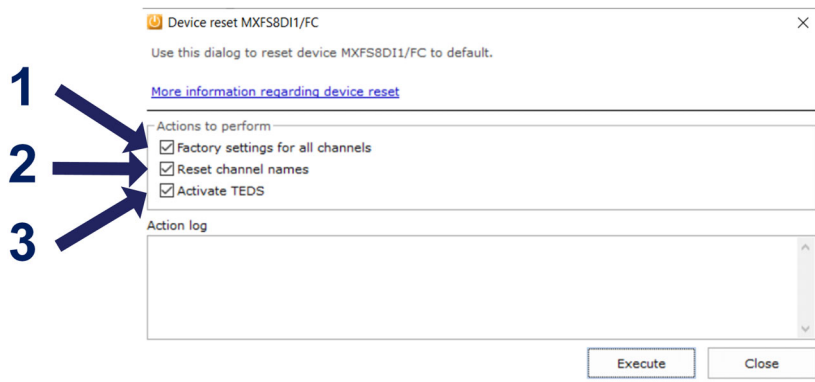 Device reset MXFS8DI1/FC
Use this dialog to reset device MXFS8DI1/FC to default.
More information regarding device reset
1
2
3
Actions to perform
Factory settings for all channels
Reset channel names
Activate TEDS
Action log
Execute
Close